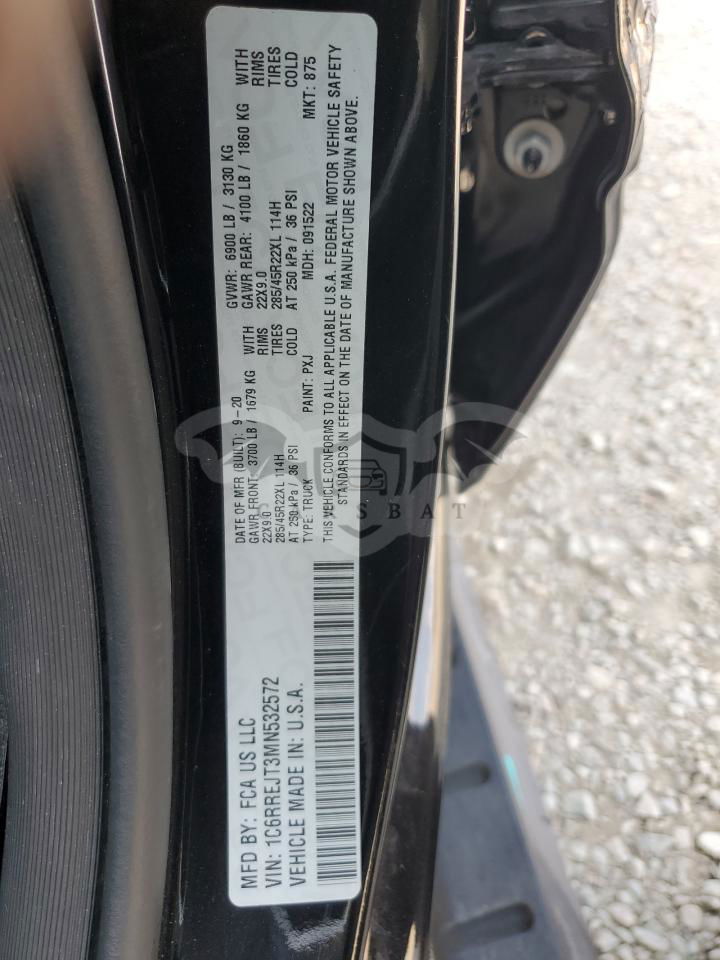 MFD BY: FCA US LLC
DATE OF MFR (BUILT): 9-20
GVWR: 6900 LB / 3130 KG
GAWR FRONT: 3700 LB / 1679 KG
WITH
GAWR REAR: 4100 LB / 1860 KG
WITH
22X9.0
RIMS
22X9.0
RIMS
285/45R22XL 114H
TIRES
285/45R22XL 114H
TIRES
AT 250 kPa / 36 PSI
COLD
AT 250 kPa / 36 PSI
COLD
TYPE: TRUCK
PAINT: PXJ
MDH: 091522
MKT: 875
THIS VEHICLE CONFORMS TO ALL APPLICABLE U.S.A. FEDERAL MOTOR VEHICLE SAFETY
STANDARDS IN EFFECT ON THE DATE OF MANUFACTURE SHOWN ABOVE.
VIN: 1C6RREJT3MN532572
VEHICLE MADE IN: U.S.A.